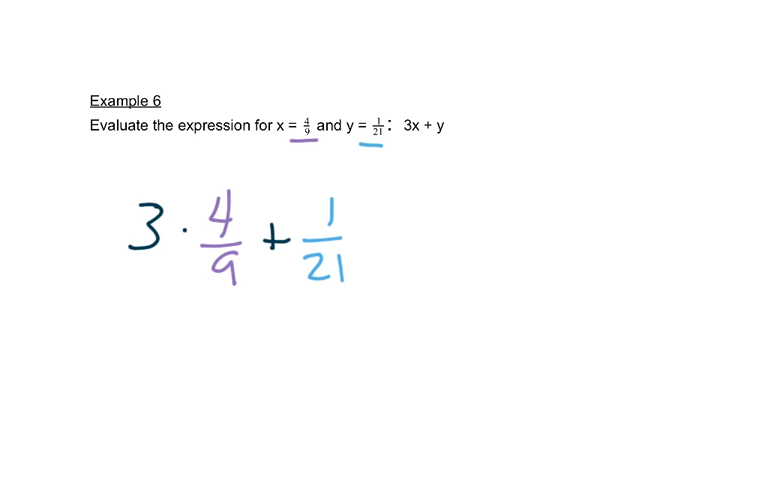 Example 6
Evaluate the expression for x = 4/9 and y = 1/21: 3x + y
3 · 4/9 + 1/21